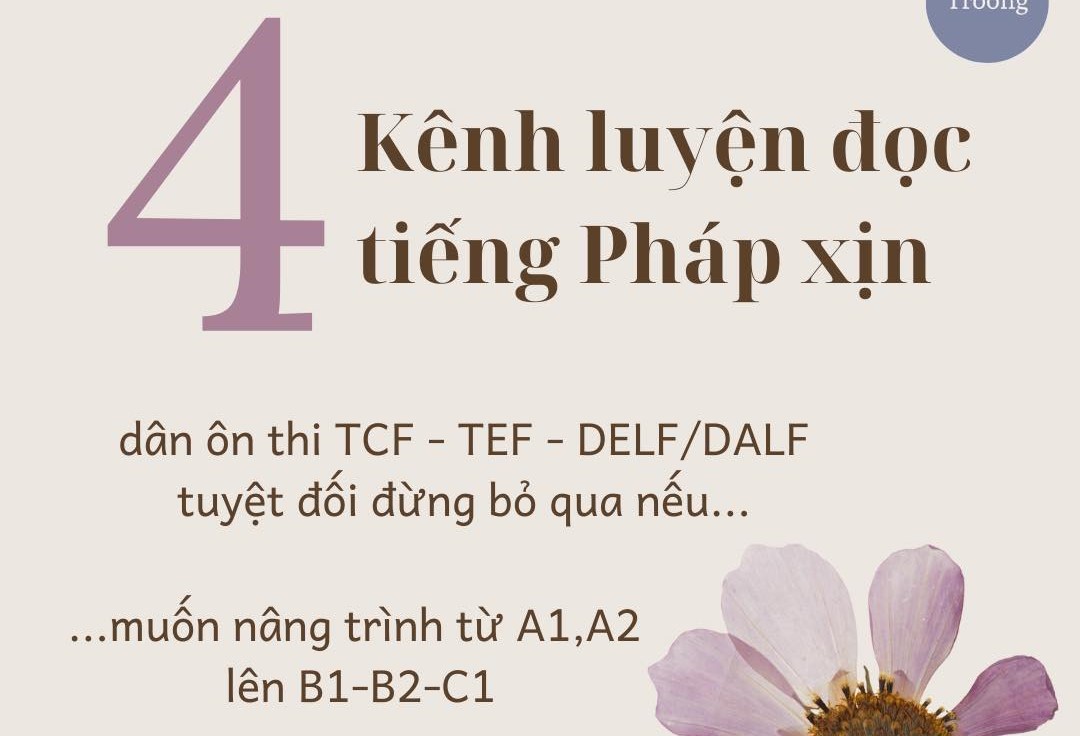 4
Kênh luyện đọc
tiếng Pháp xịn
dân ôn thi TCF - TEF - DELF/DALF
tuyệt đối đừng bỏ qua nếu...
...muốn nâng trình từ A1,A2
lên B1-B2-C1